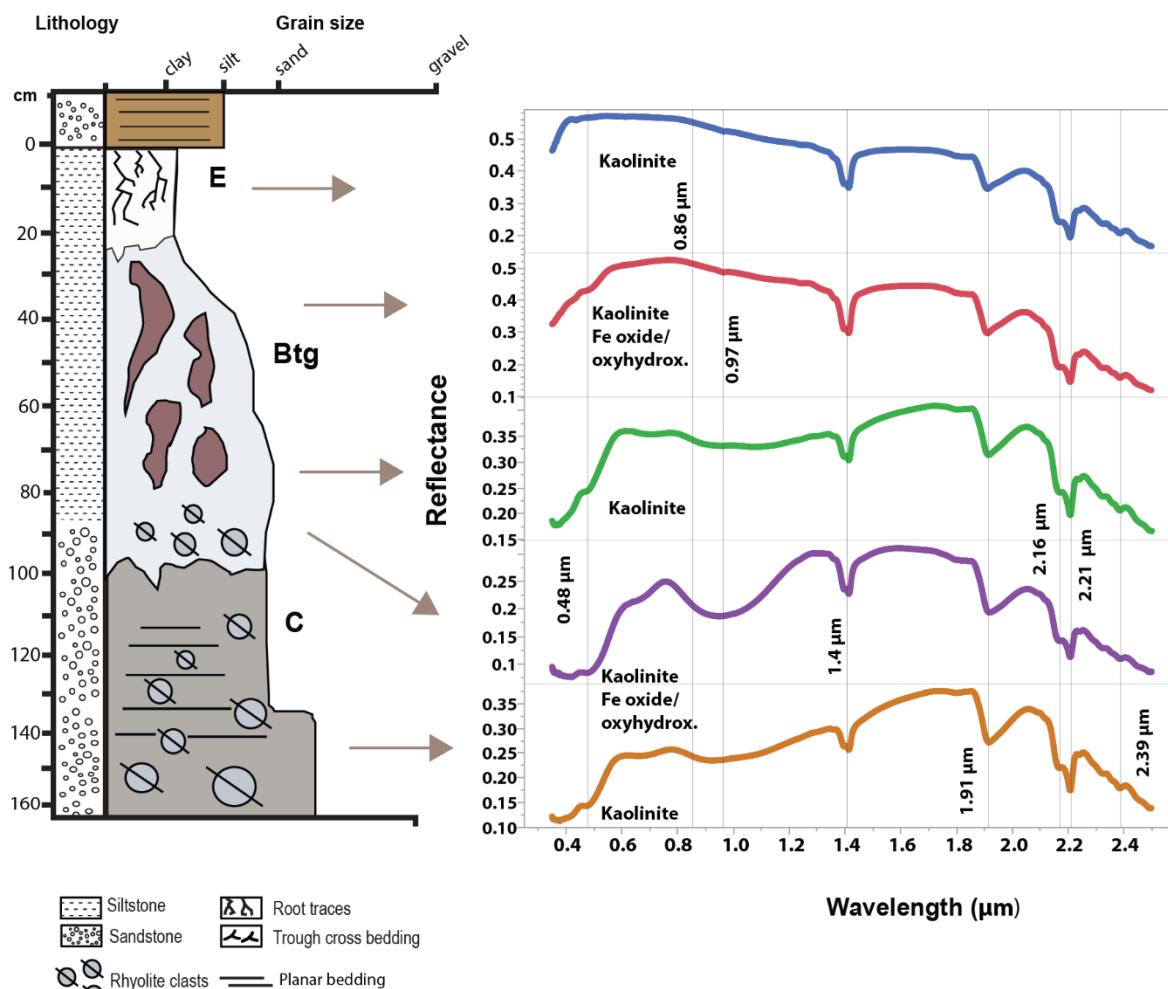 Lithology
Grain size
clay
silt
sand
gravel
cm
0
20
40
60
80
100
120
140
160
E
Btg
C
Reflectance
0.5
0.4
0.3
0.2
Kaolinite
0.86 µm
0.5
0.4
0.3
0.2
0.1
Kaolinite
Fe oxide/
oxyhydrox.
0.97 µm
0.35
0.30
0.25
0.20
0.15
Kaolinite
2.16 µm
2.21 µm
0.25
0.2
0.15
0.1
0.48 µm
1.4 µm
Kaolinite
Fe oxide/
oxyhydrox.
0.35
0.30
0.25
0.20
0.15
0.10
1.91 µm
2.39 µm
Kaolinite
0.4
0.6
0.8
1.0
1.2
1.4
1.6
1.8
2.0
2.2
2.4
Wavelength (µm)
Siltstone
Root traces
Sandstone
Trough cross bedding
Rhyolite clasts
Planar bedding